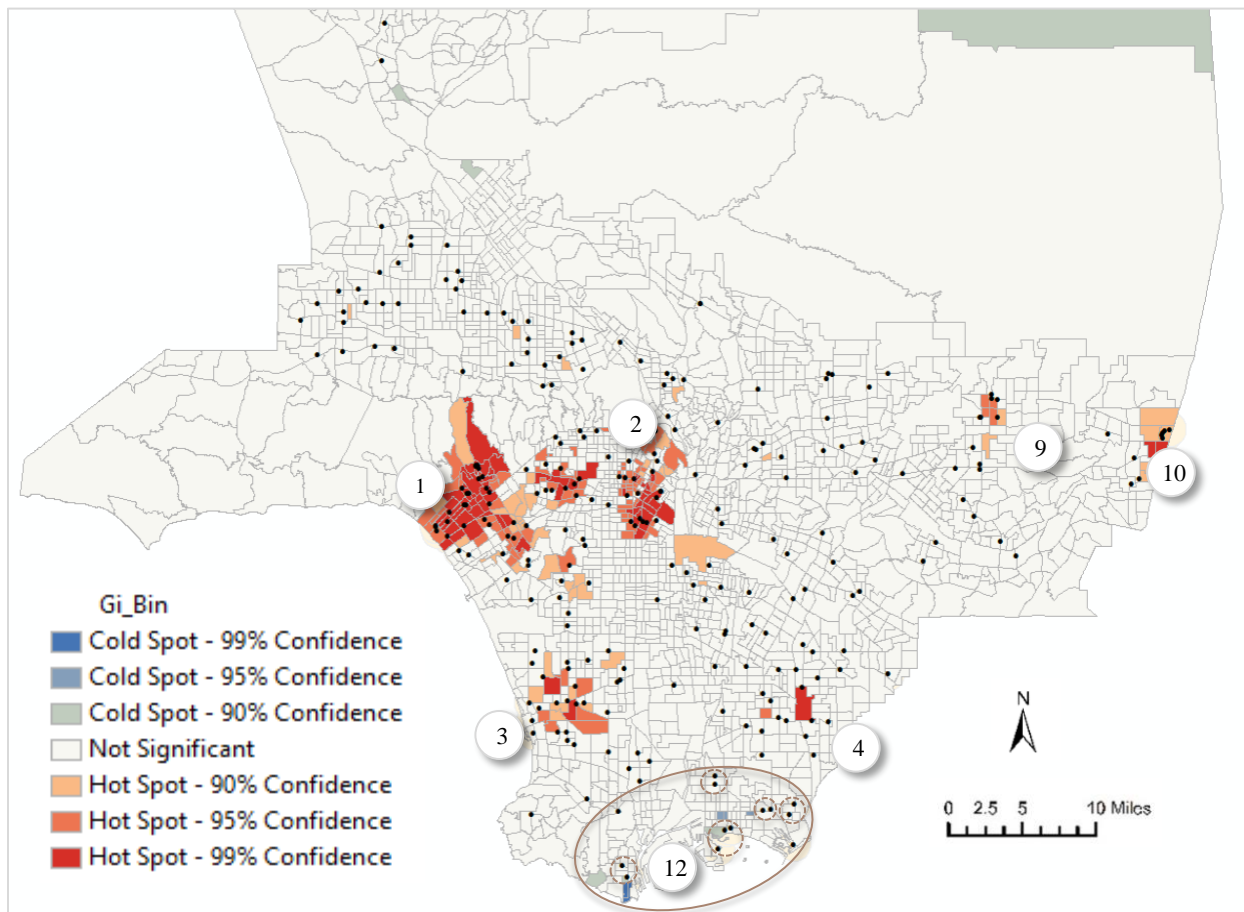 2
9
1
10
Gi_Bin
Cold Spot - 99% Confidence
Cold Spot - 95% Confidence
Cold Spot - 90% Confidence
Not Significant
Hot Spot - 90% Confidence
Hot Spot - 95% Confidence
Hot Spot - 99% Confidence
N
3
4
0 2.5 5 10 Miles
12